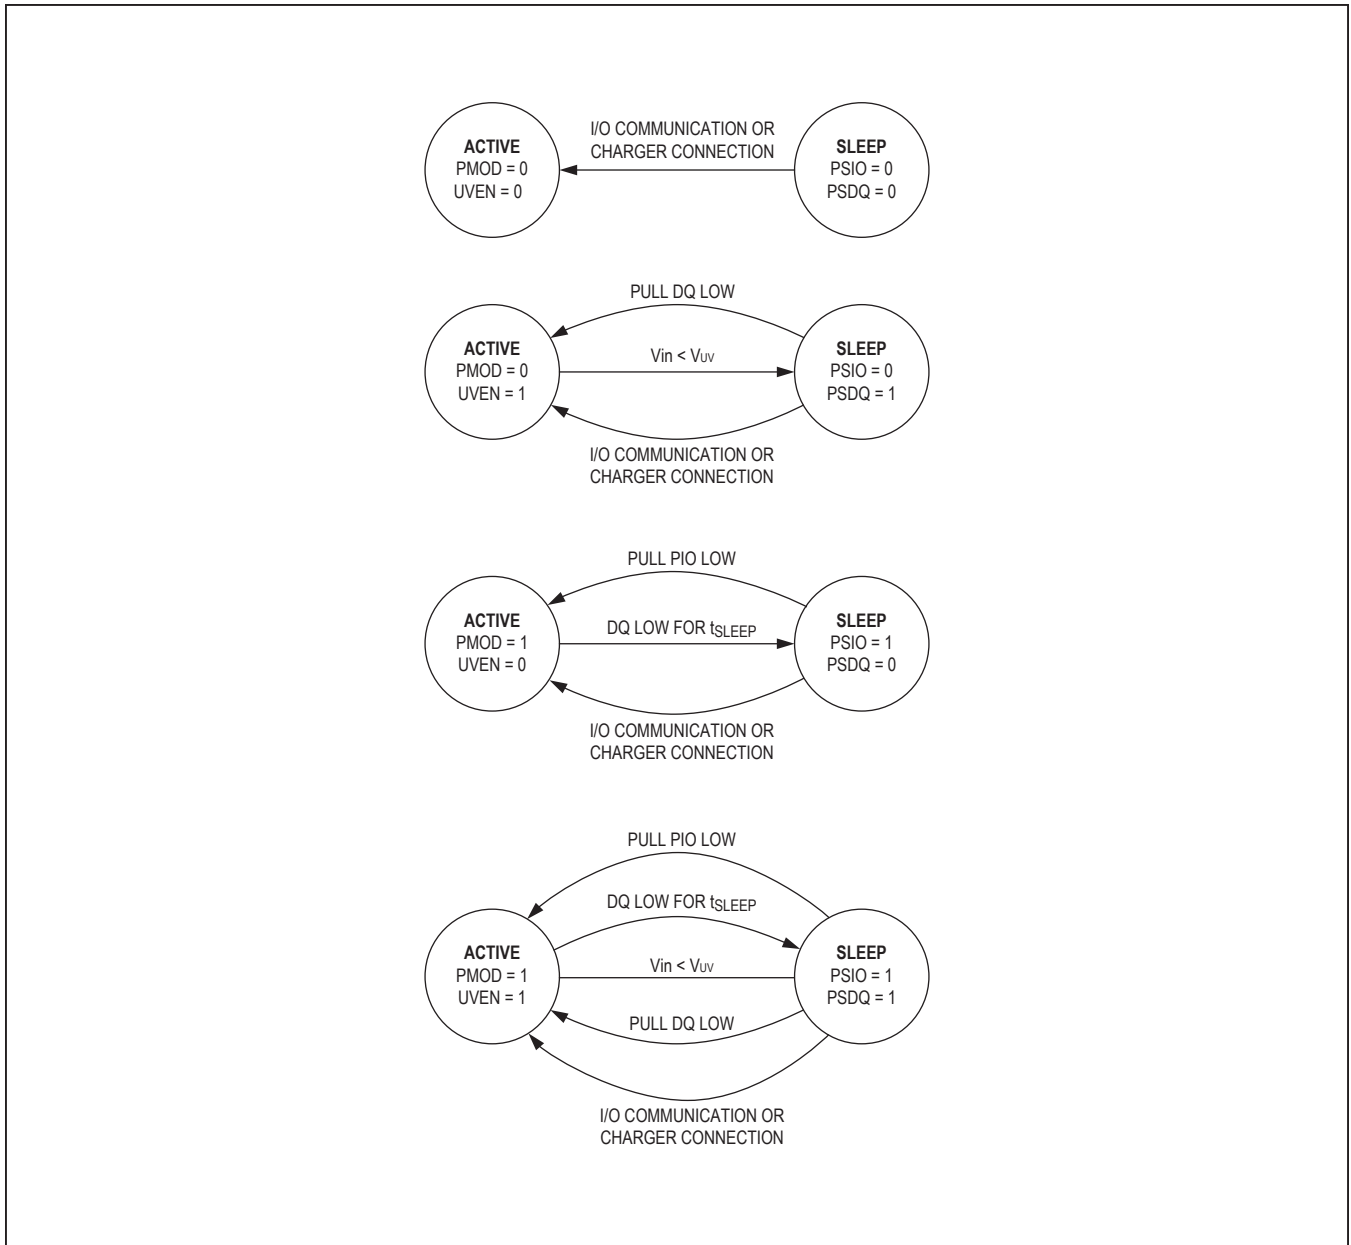 I/O COMMUNICATION OR
CHARGER CONNECTION
ACTIVE
PMOD = 0
UVEN = 0
SLEEP
PSIO = 0
PSDQ = 0
PULL DQ LOW
ACTIVE
PMOD = 0
UVEN = 1
Vin < VUV
SLEEP
PSIO = 0
PSDQ = 1
I/O COMMUNICATION OR
CHARGER CONNECTION
PULL PIO LOW
ACTIVE
PMOD = 1
UVEN = 0
DQ LOW FOR tSLEEP
SLEEP
PSIO = 1
PSDQ = 0
I/O COMMUNICATION OR
CHARGER CONNECTION
PULL PIO LOW
DQ LOW FOR tSLEEP
ACTIVE
PMOD = 1
UVEN = 1
Vin < VUV
PULL DQ LOW
SLEEP
PSIO = 1
PSDQ = 1
I/O COMMUNICATION OR
CHARGER CONNECTION